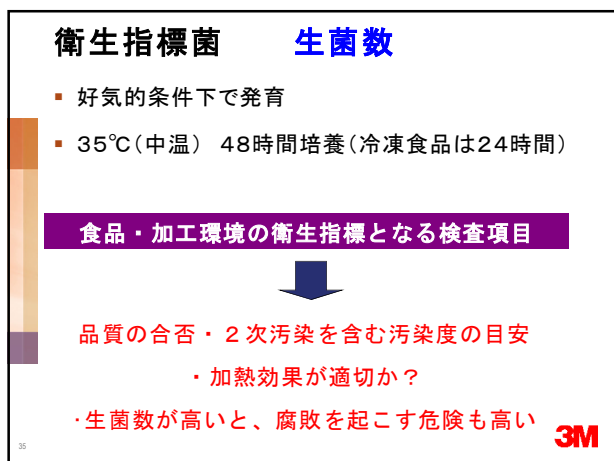 衛生指標菌　　生菌数
▪ 好気的条件下で発育
▪ 35℃(中温)　48時間培養(冷凍食品は24時間)
食品・加工環境の衛生指標となる検査項目
品質の合否・２次汚染を含む汚染度の目安
・加熱効果が適切か？
・生菌数が高いと、腐敗を起こす危険も高い
35
3M